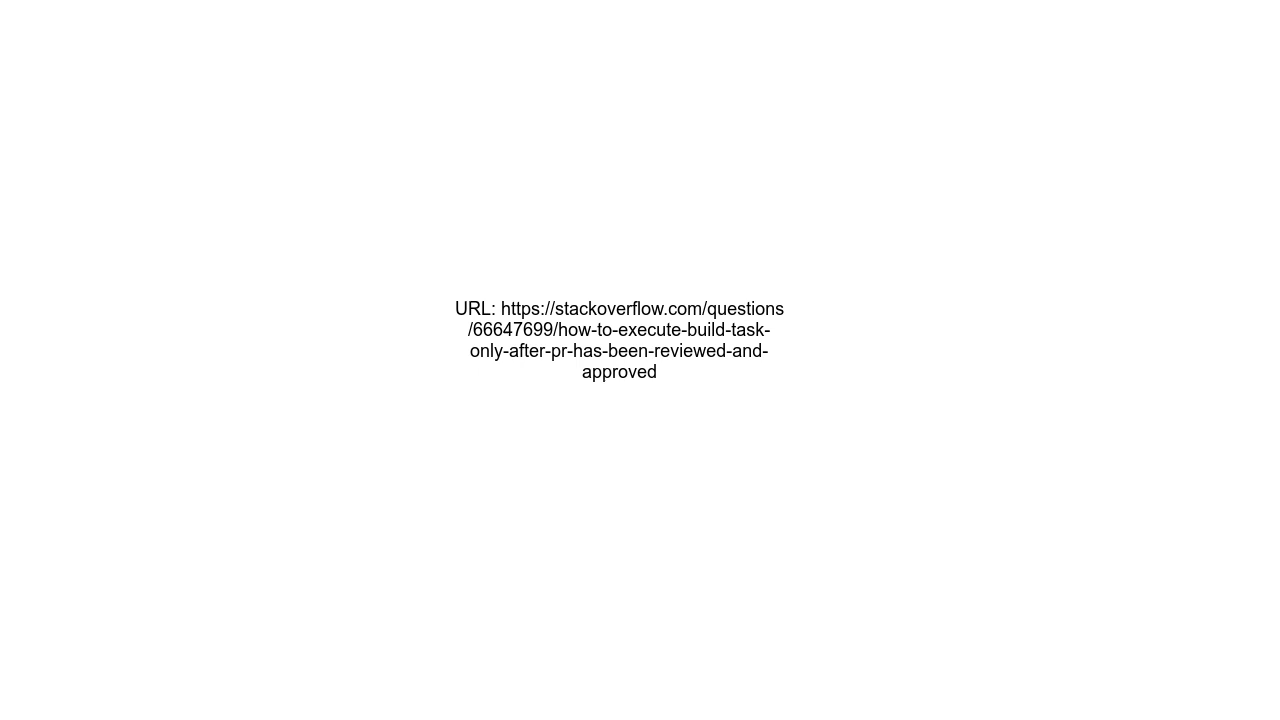 URL: https://stackoverflow.com/questions
/66647699/how-to-execute-build-task-
only-after-pr-has-been-reviewed-and-
approved